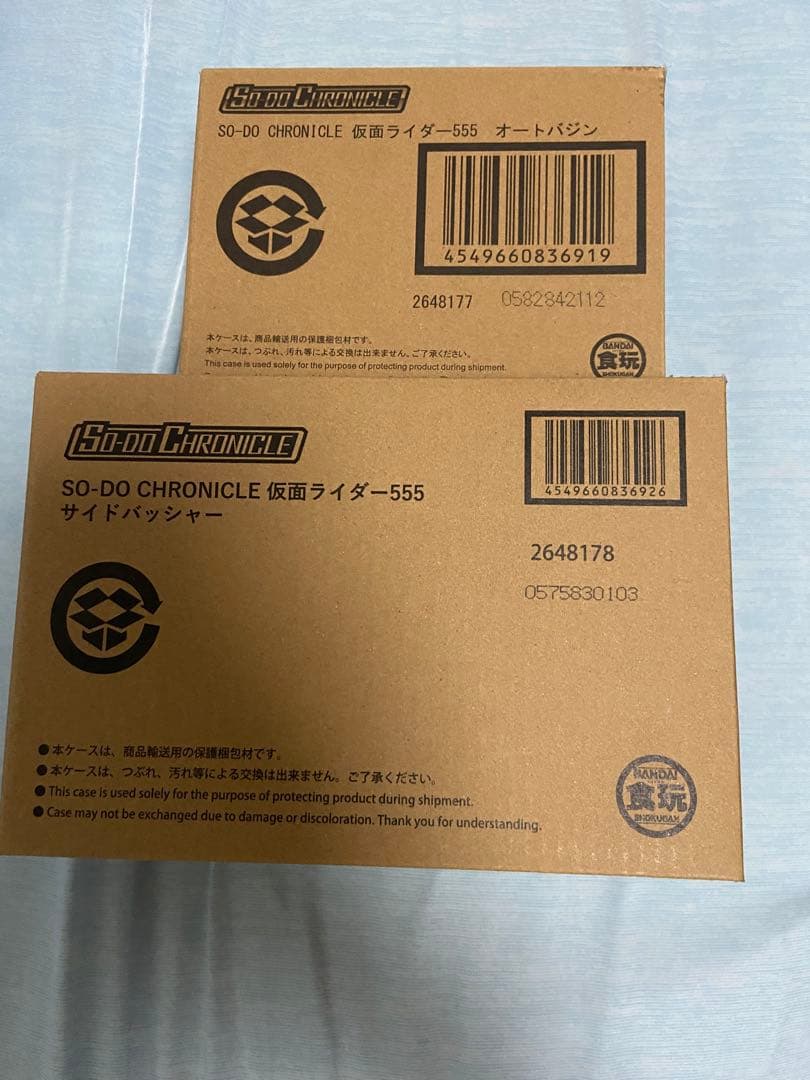 SO-DO CHRONICLE
SO-DO CHRONICLE 仮面ライダー555　オートバジン
4549660836919
2648177 0582842112
本ケースは、商品輸送用の保護梱包材です。
本ケースは、つぶれ、汚れ等による交換は出来ません。ご了承ください。
This case is used solely for the purpose of protecting product during shipment.
BANDAI
食玩
SHOKUGAN
SO-DO CHRONICLE
SO-DO CHRONICLE 仮面ライダー555
サイドバッシャー
4549660836926
2648178
0575830103
●本ケースは、商品輸送用の保護梱包材です。
●本ケースは、つぶれ、汚れ等による交換は出来ません。ご了承ください。
●This case is used solely for the purpose of protecting product during shipment.
●Case may not be exchanged due to damage or discoloration. Thank you for understanding.
BANDAI
食玩
SHOKUGAN